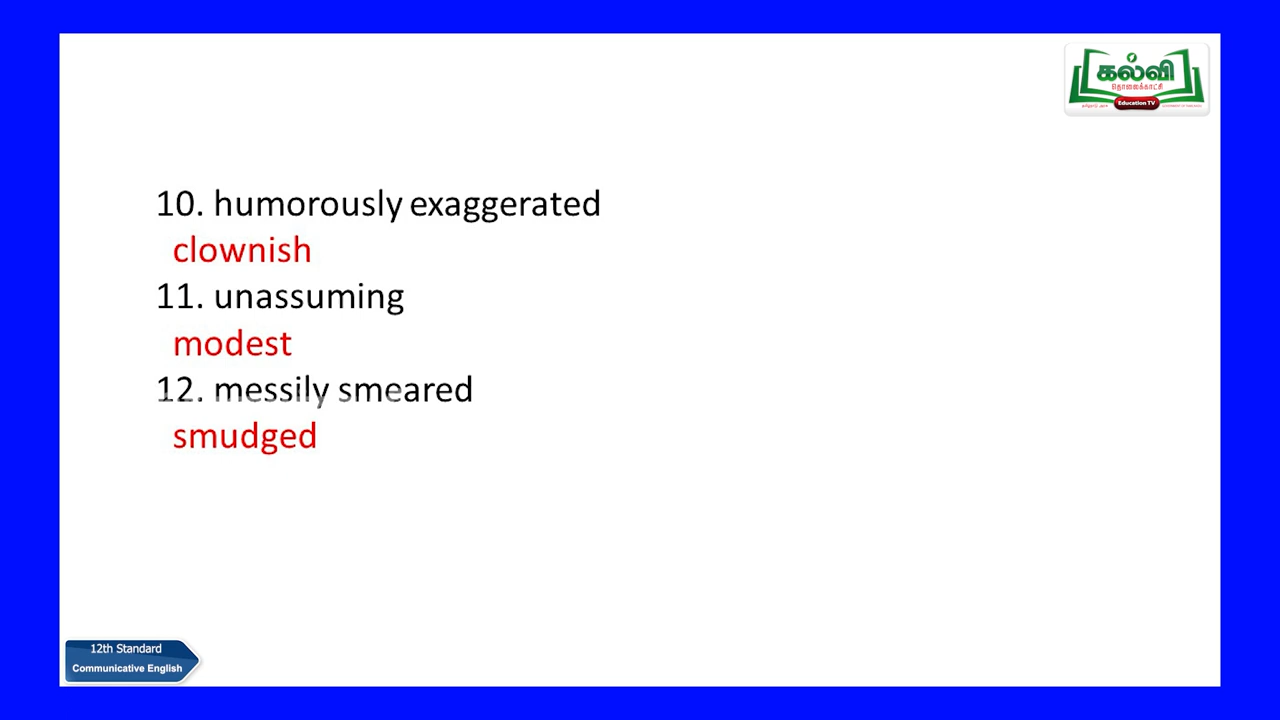 கல்வி
தொலைக்காட்சி
Education TV
10. humorously exaggerated
clownish
11. unassuming
modest
12. messily smeared
smudged
12th Standard
Communicative English